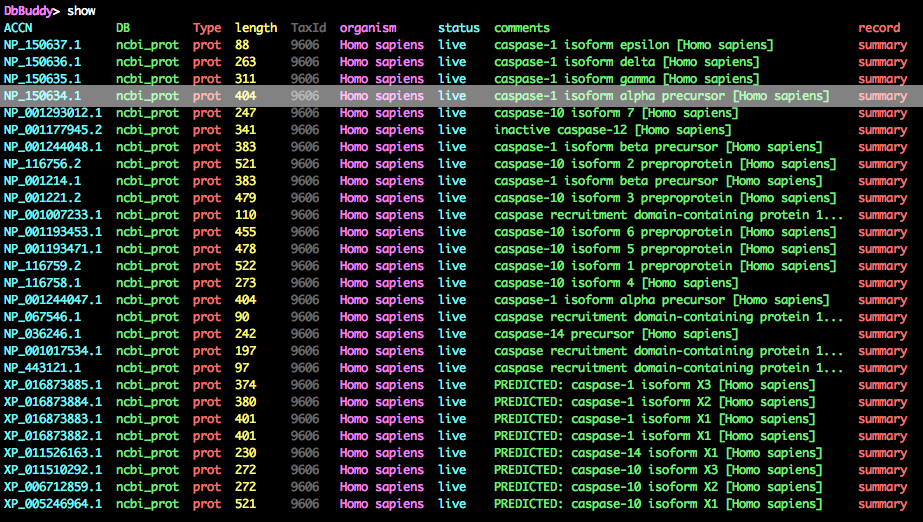 DbBuddy> show
ACCN DB Type length TaxId organism status comments record
NP_150637.1 ncbi_prot prot 88 9606 Homo sapiens live caspase-1 isoform epsilon [Homo sapiens] summary
NP_150636.1 ncbi_prot prot 263 9606 Homo sapiens live caspase-1 isoform delta [Homo sapiens] summary
NP_150635.1 ncbi_prot prot 311 9606 Homo sapiens live caspase-1 isoform gamma [Homo sapiens] summary
NP_150634.1 ncbi_prot prot 404 9606 Homo sapiens live caspase-1 isoform alpha precursor [Homo sapiens] summary
NP_001293012.1 ncbi_prot prot 247 9606 Homo sapiens live caspase-10 isoform 7 [Homo sapiens] summary
NP_001177945.2 ncbi_prot prot 341 9606 Homo sapiens live inactive caspase-12 [Homo sapiens] summary
NP_001244048.1 ncbi_prot prot 383 9606 Homo sapiens live caspase-1 isoform beta precursor [Homo sapiens] summary
NP_116756.2 ncbi_prot prot 521 9606 Homo sapiens live caspase-10 isoform 2 preproprotein [Homo sapiens] summary
NP_001214.1 ncbi_prot prot 383 9606 Homo sapiens live caspase-1 isoform beta precursor [Homo sapiens] summary
NP_001221.2 ncbi_prot prot 479 9606 Homo sapiens live caspase-10 isoform 3 preproprotein [Homo sapiens] summary
NP_001007233.1 ncbi_prot prot 110 9606 Homo sapiens live caspase recruitment domain-containing protein 1... summary
NP_001193453.1 ncbi_prot prot 455 9606 Homo sapiens live caspase-10 isoform 6 preproprotein [Homo sapiens] summary
NP_001193471.1 ncbi_prot prot 478 9606 Homo sapiens live caspase-10 isoform 5 preproprotein [Homo sapiens] summary
NP_116759.2 ncbi_prot prot 522 9606 Homo sapiens live caspase-10 isoform 1 preproprotein [Homo sapiens] summary
NP_116758.1 ncbi_prot prot 273 9606 Homo sapiens live caspase-10 isoform 4 [Homo sapiens] summary
NP_001244047.1 ncbi_prot prot 404 9606 Homo sapiens live caspase-1 isoform alpha precursor [Homo sapiens] summary
NP_067546.1 ncbi_prot prot 90 9606 Homo sapiens live caspase recruitment domain-containing protein 1... summary
NP_036246.1 ncbi_prot prot 242 9606 Homo sapiens live caspase-14 precursor [Homo sapiens] summary
NP_001017534.1 ncbi_prot prot 197 9606 Homo sapiens live caspase recruitment domain-containing protein 1... summary
NP_443121.1 ncbi_prot prot 97 9606 Homo sapiens live caspase recruitment domain-containing protein 1... summary
XP_016873885.1 ncbi_prot prot 374 9606 Homo sapiens live PREDICTED: caspase-1 isoform X3 [Homo sapiens] summary
XP_016873884.1 ncbi_prot prot 380 9606 Homo sapiens live PREDICTED: caspase-1 isoform X2 [Homo sapiens] summary
XP_016873883.1 ncbi_prot prot 401 9606 Homo sapiens live PREDICTED: caspase-1 isoform X1 [Homo sapiens] summary
XP_016873882.1 ncbi_prot prot 401 9606 Homo sapiens live PREDICTED: caspase-1 isoform X1 [Homo sapiens] summary
XP_011526163.1 ncbi_prot prot 230 9606 Homo sapiens live PREDICTED: caspase-14 isoform X1 [Homo sapiens] summary
XP_011510292.1 ncbi_prot prot 272 9606 Homo sapiens live PREDICTED: caspase-10 isoform X3 [Homo sapiens] summary
XP_006712859.1 ncbi_prot prot 272 9606 Homo sapiens live PREDICTED: caspase-10 isoform X2 [Homo sapiens] summary
XP_005246964.1 ncbi_prot prot 521 9606 Homo sapiens live PREDICTED: caspase-10 isoform X1 [Homo sapiens] summary